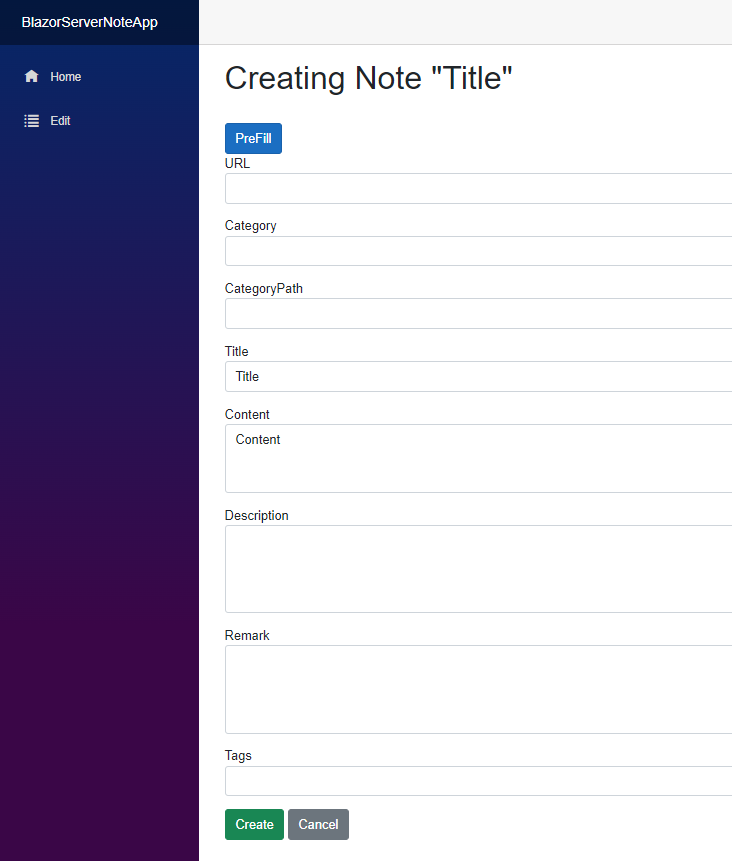 BlazorServerNoteApp
Home
Edit
Creating Note "Title"
PreFill
URL
Category
CategoryPath
Title
Title
Content
Content
Description
Remark
Tags
Create Cancel